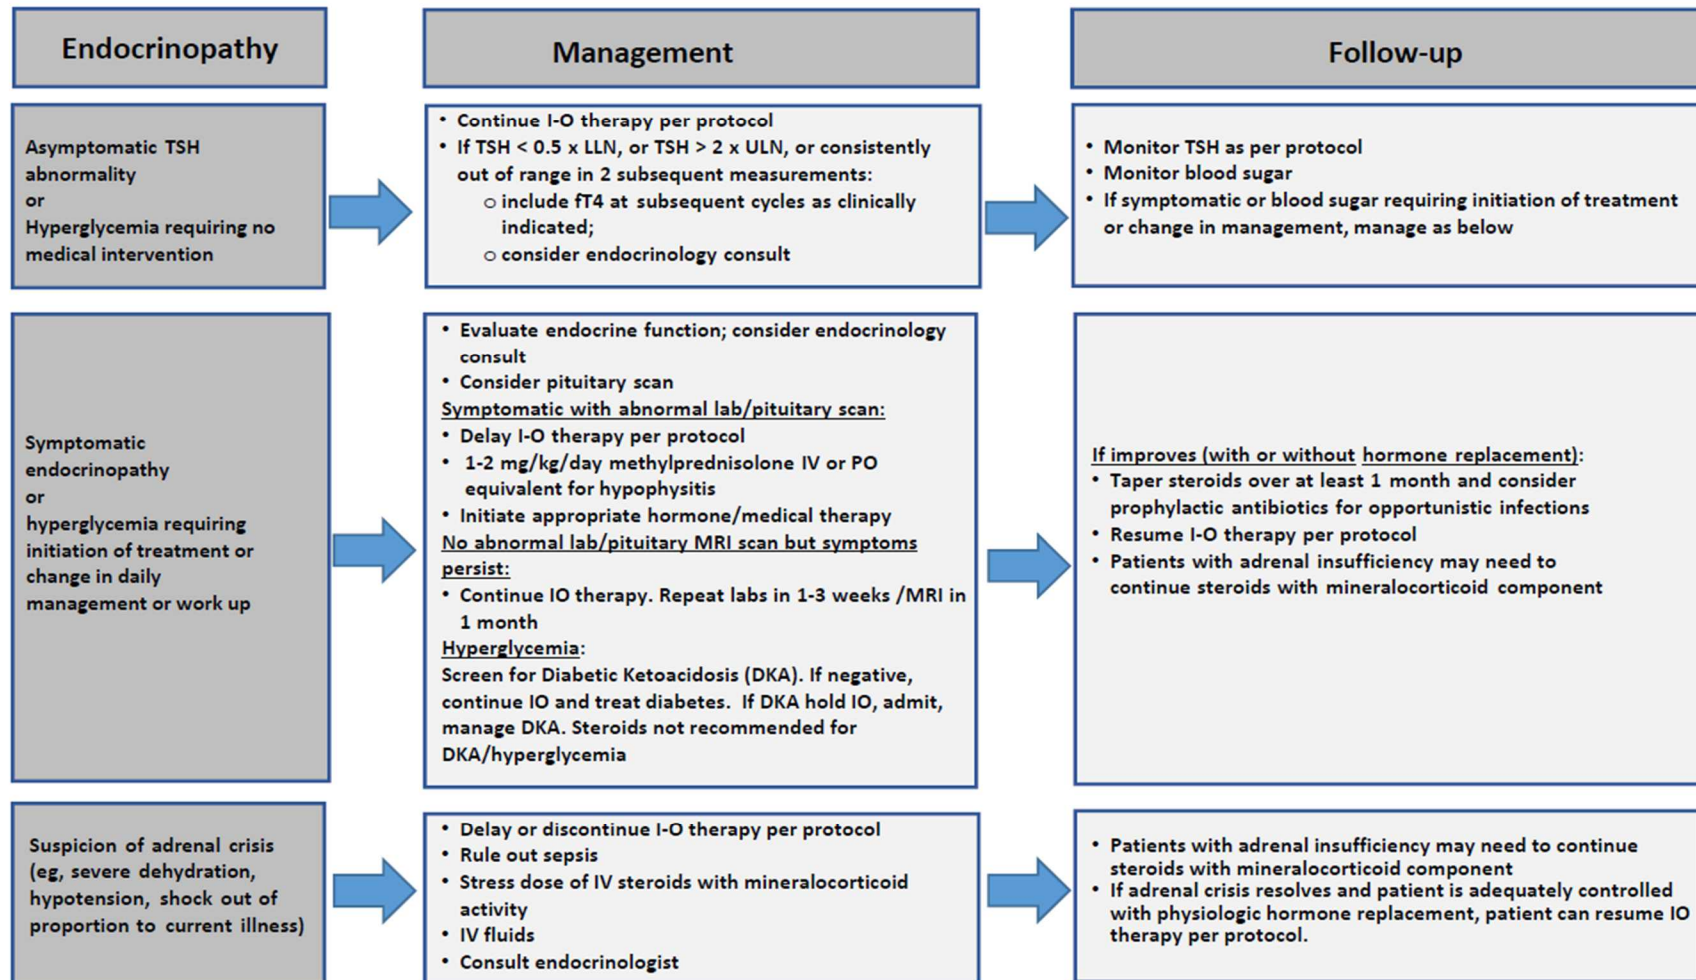 Endocrinopathy
Management
Follow-up
Asymptomatic TSH
abnormality
or
Hyperglycemia requiring no
medical intervention
• Continue I-O therapy per protocol
• If TSH < 0.5 x LLN, or TSH > 2 x ULN, or consistently
out of range in 2 subsequent measurements:
o include fT4 at subsequent cycles as clinically
indicated;
o consider endocrinology consult
• Monitor TSH as per protocol
• Monitor blood sugar
• If symptomatic or blood sugar requiring initiation of treatment
or change in management, manage as below
Symptomatic
endocrinopathy
or
hyperglycemia requiring
initiation of treatment or
change in daily
management or work up
• Evaluate endocrine function; consider endocrinology
consult
• Consider pituitary scan
Symptomatic with abnormal lab/pituitary scan:
• Delay I-O therapy per protocol
• 1-2 mg/kg/day methylprednisolone IV or PO
equivalent for hypophysitis
• Initiate appropriate hormone/medical therapy
No abnormal lab/pituitary MRI scan but symptoms
persist:
• Continue IO therapy. Repeat labs in 1-3 weeks /MRI in
1 month
Hyperglycemia:
Screen for Diabetic Ketoacidosis (DKA). If negative,
continue IO and treat diabetes. If DKA hold IO, admit,
manage DKA. Steroids not recommended for
DKA/hyperglycemia
If improves (with or without hormone replacement):
• Taper steroids over at least 1 month and consider
prophylactic antibiotics for opportunistic infections
• Resume I-O therapy per protocol
• Patients with adrenal insufficiency may need to
continue steroids with mineralocorticoid component
Suspicion of adrenal crisis
(eg, severe dehydration,
hypotension, shock out of
proportion to current illness)
• Delay or discontinue I-O therapy per protocol
• Rule out sepsis
• Stress dose of IV steroids with mineralocorticoid
activity
• IV fluids
• Consult endocrinologist
• Patients with adrenal insufficiency may need to continue
steroids with mineralocorticoid component
• If adrenal crisis resolves and patient is adequately controlled
with physiologic hormone replacement, patient can resume IO
therapy per protocol.